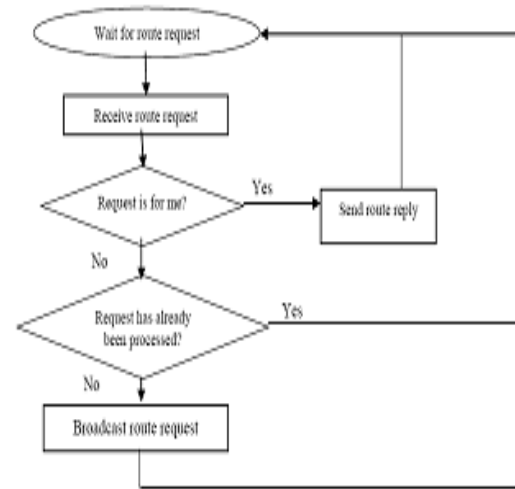 Wait for route request
Receive route request
Request is for me?
Yes
Send route reply
No
Request has already
been processed?
Yes
No
Broadcast route request